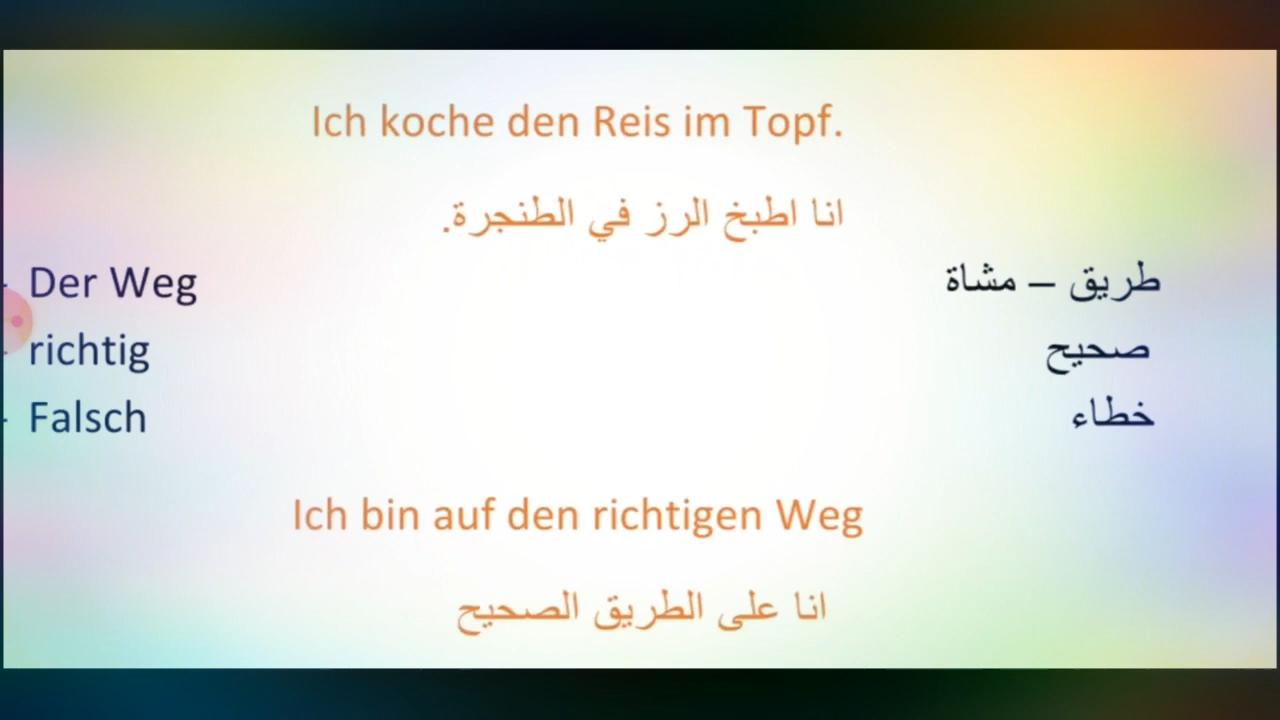 Ich koche den Reis im Topf.
انا اطبخ الرز في الطنجرة.
- Der Weg طريق – مشاة
- richtig صحيح
- Falsch خطاء
Ich bin auf den richtigen Weg
انا على الطريق الصحيح